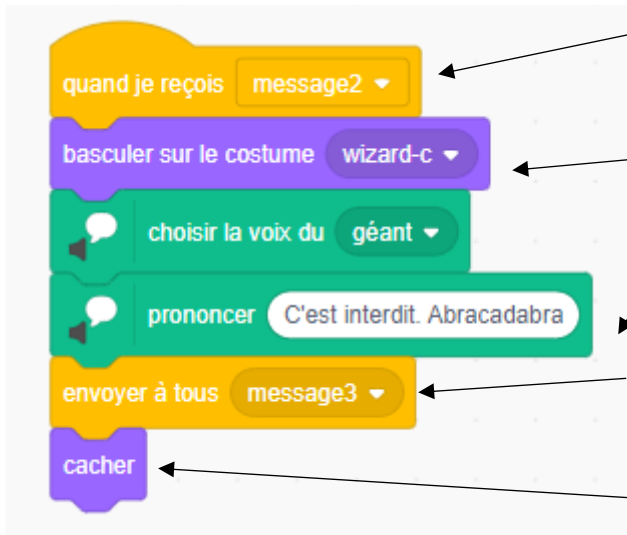 quand je reçois message2
basculer sur le costume wizard-c
choisir la voix du géant
prononcer C'est interdit. Abracadabra
envoyer à tous message3
cacher